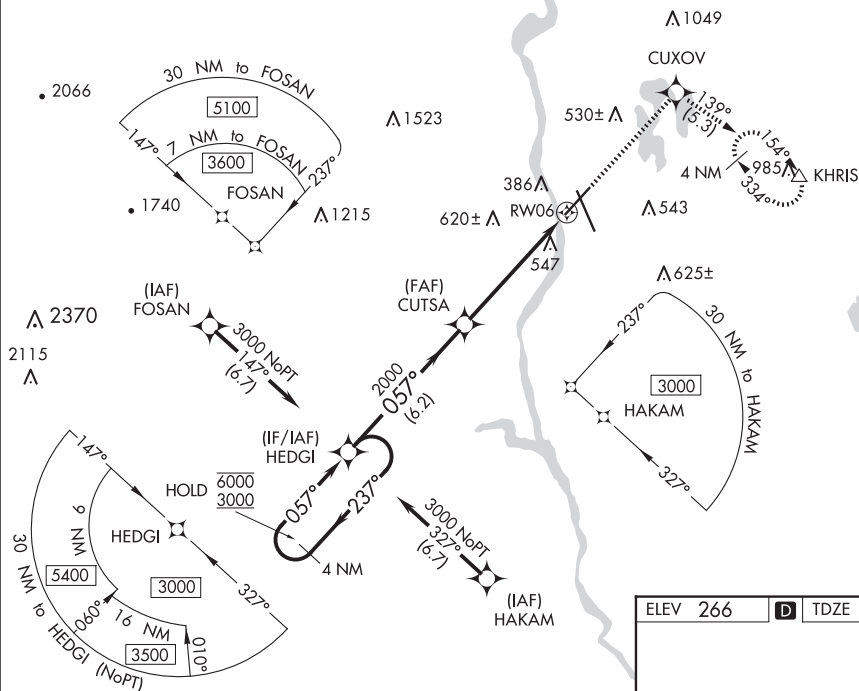 1049
CUXOV
30 NM to FOSAN
2066
5100
1523
530±
139°
(5.3)
147°
7 NM to FOSAN
237°
3600
FOSAN
154°
4 NM
985
KHRIS
334°
386
RW06
1740
1215
620±
543
547
(IAF)
FOSAN
(FAF)
CUTSA
625±
2370
3000 NoPT
147°
(6.7)
237°
30 NM to HAKAM
2115
2000
057°
(6.2)
3000
HAKAM
(IF/IAF)
HEDGI
147°
HOLD
6000
3000
057°
237°
327°
9 NM
HEDGI
3000 NoPT
327°
(6.7)
4 NM
5400
3000
327°
30 NM to HEDGI (NoPT)
060°
16 NM
010°
3500
(IAF)
HAKAM
ELEV 266 D TDZE